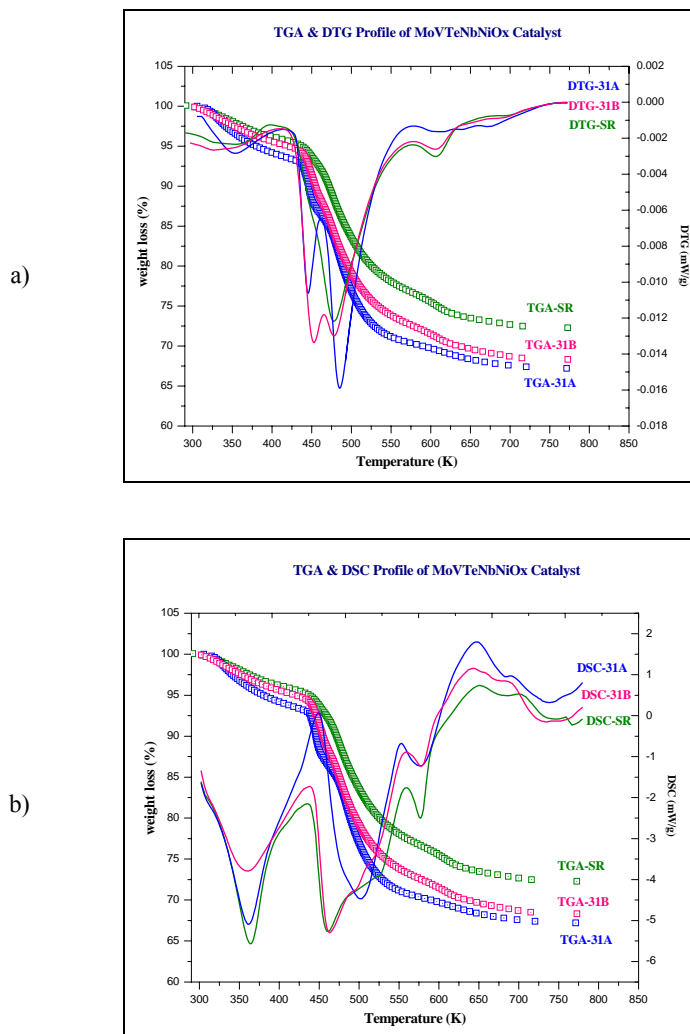 a)
TGA & DTG Profile of MoVTeNbNiOx Catalyst
105
100
95
90
85
80
75
70
65
60
weight loss (%)
300 350 400 450 500 550 600 650 700 750 800 850
Temperature (K)
0.002
0.000
-0.002
-0.004
-0.006
-0.008
-0.010
-0.012
-0.014
-0.016
-0.018
DTG (mW/g)
DTG-31A
DTG-31B
DTG-SR
TGA-SR
TGA-31B
TGA-31A
b)
TGA & DSC Profile of MoVTeNbNiOx Catalyst
105
100
95
90
85
80
75
70
65
60
weight loss (%)
300 350 400 450 500 550 600 650 700 750 800 850
Temperature (K)
2
1
0
-1
-2
-3
-4
-5
-6
DSC (mW/g)
DSC-31A
DSC-31B
DSC-SR
TGA-SR
TGA-31B
TGA-31A